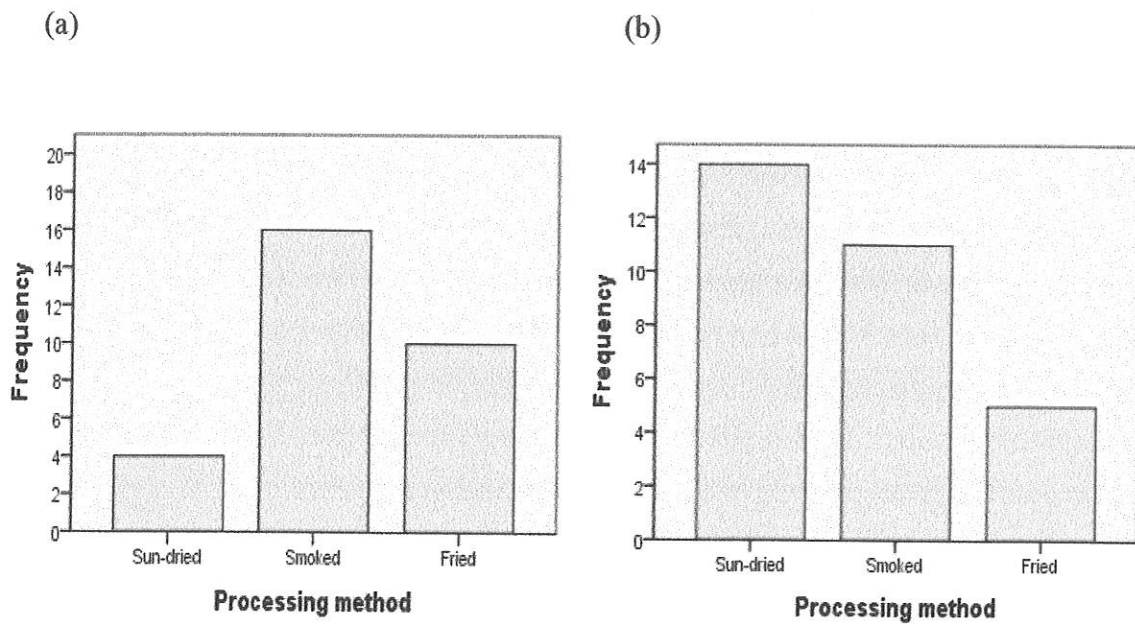 (a)
(b)
Frequency
20
18
16
14
12
10
8
6
4
2
0
Sun-dried
Smoked
Fried
Processing method
Frequency
14
12
10
8
6
4
2
0
Sun-dried
Smoked
Fried
Processing method